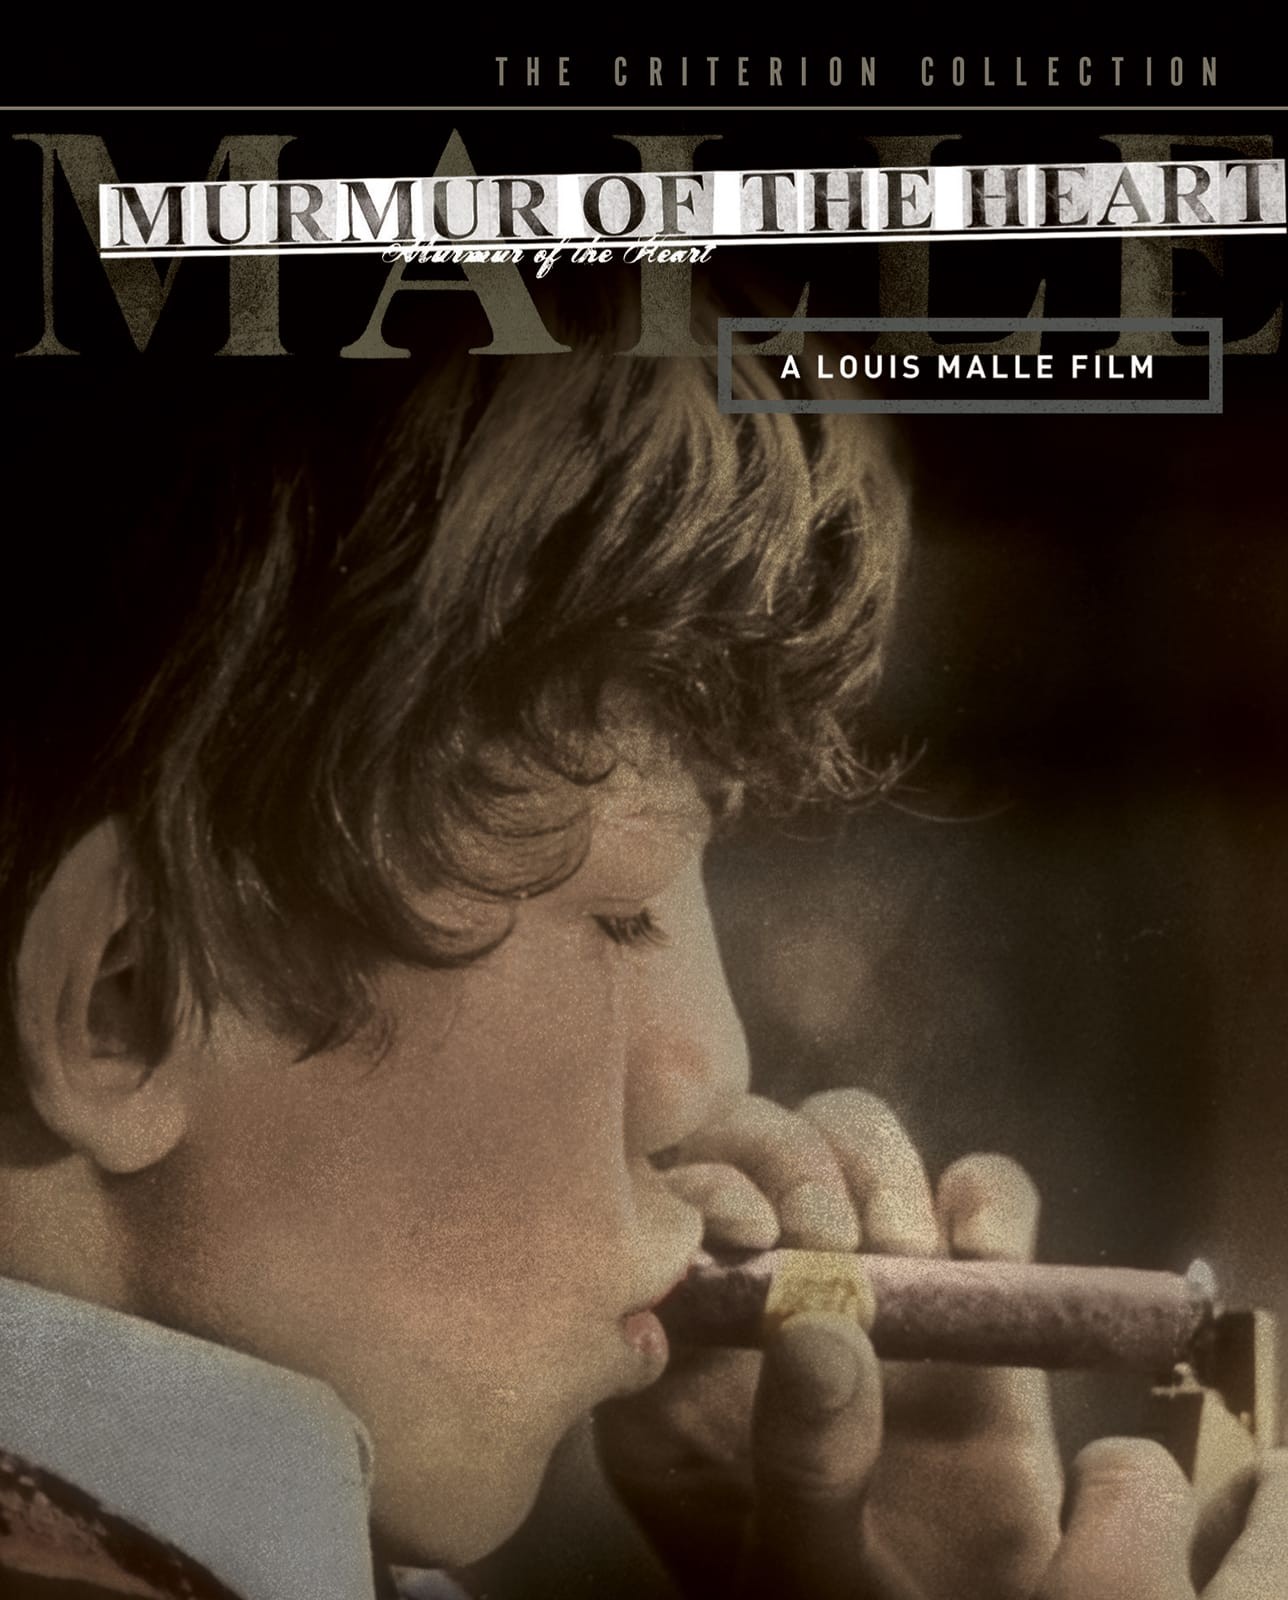 THE CRITERION COLLECTION
MALLE
MURMUR OF THE HEART
Murmur of the Heart
A LOUIS MALLE FILM